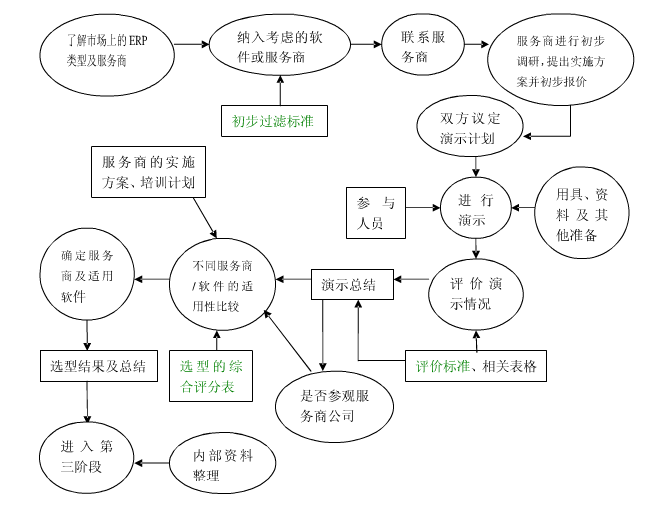 了解市场上的ERP
类型及服务商
纳入考虑的软
件或服务商
联系服
务商
服务商进行初步
调研，提出实施方
案并初步报价
初步过滤标准
双方议定
演示计划
服务商的实施
方案、培训计划
参与
人员
进行
演示
用具、资
料及其
他准备
确定服务
商及适用
软件
不同服务商
/软件的适
用性比较
演示总结
评价演
示情况
选型结果及总结
选型的综
合评分表
评价标准、相关表格
是否参观服
务商公司
进入第
三阶段
内部资料
整理